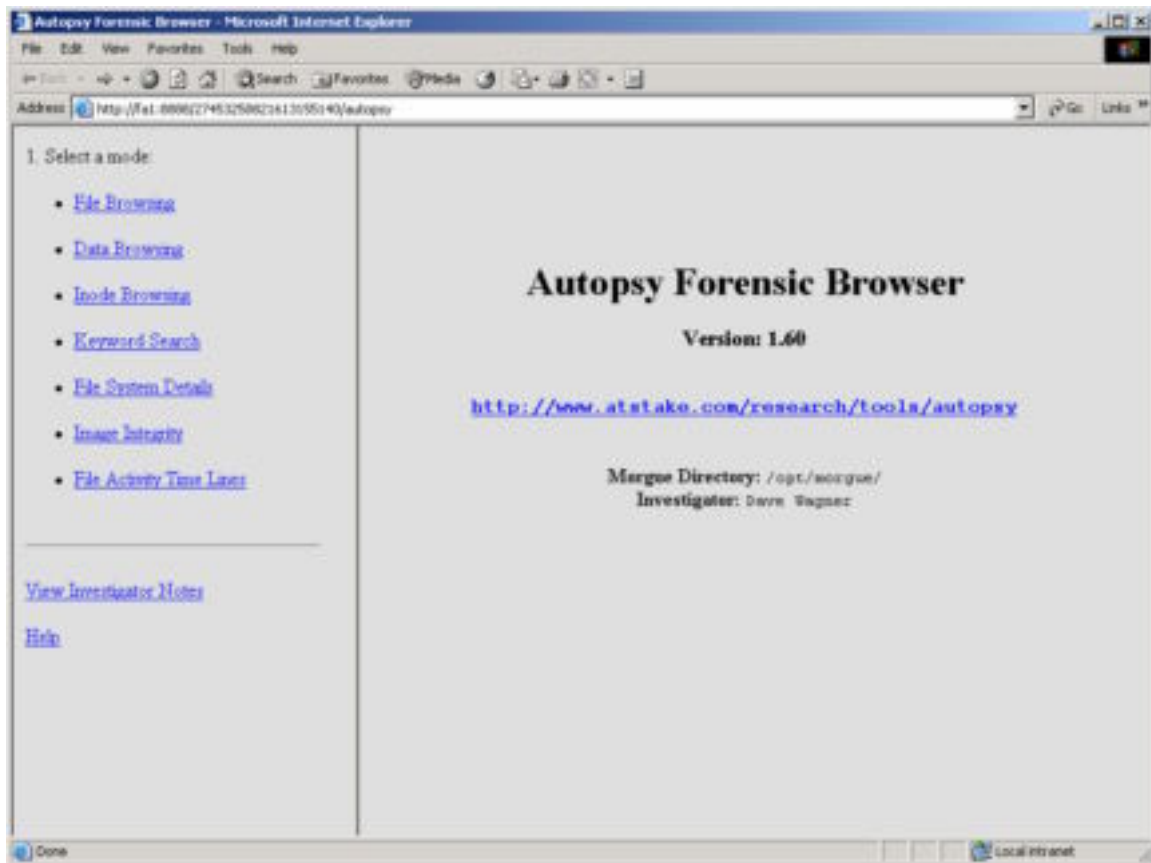 Autopsy Forensic Browser - Microsoft Internet Explorer
File Edit View Favorites Tools Help
Search Favorites Media
Address Go Links »
1. Select a mode:
• File Browsing
• Data Browsing
• Inode Browsing
• Keyword Search
• File System Details
• Image Integrity
• File Activity Time Lines
View Investigator Notes
Help
Autopsy Forensic Browser
Version: 1.60
http://www.atstake.com/research/tools/autopsy
Morgue Directory: /opt/morgue/
Investigator: Dave Wagner
Done Local intranet